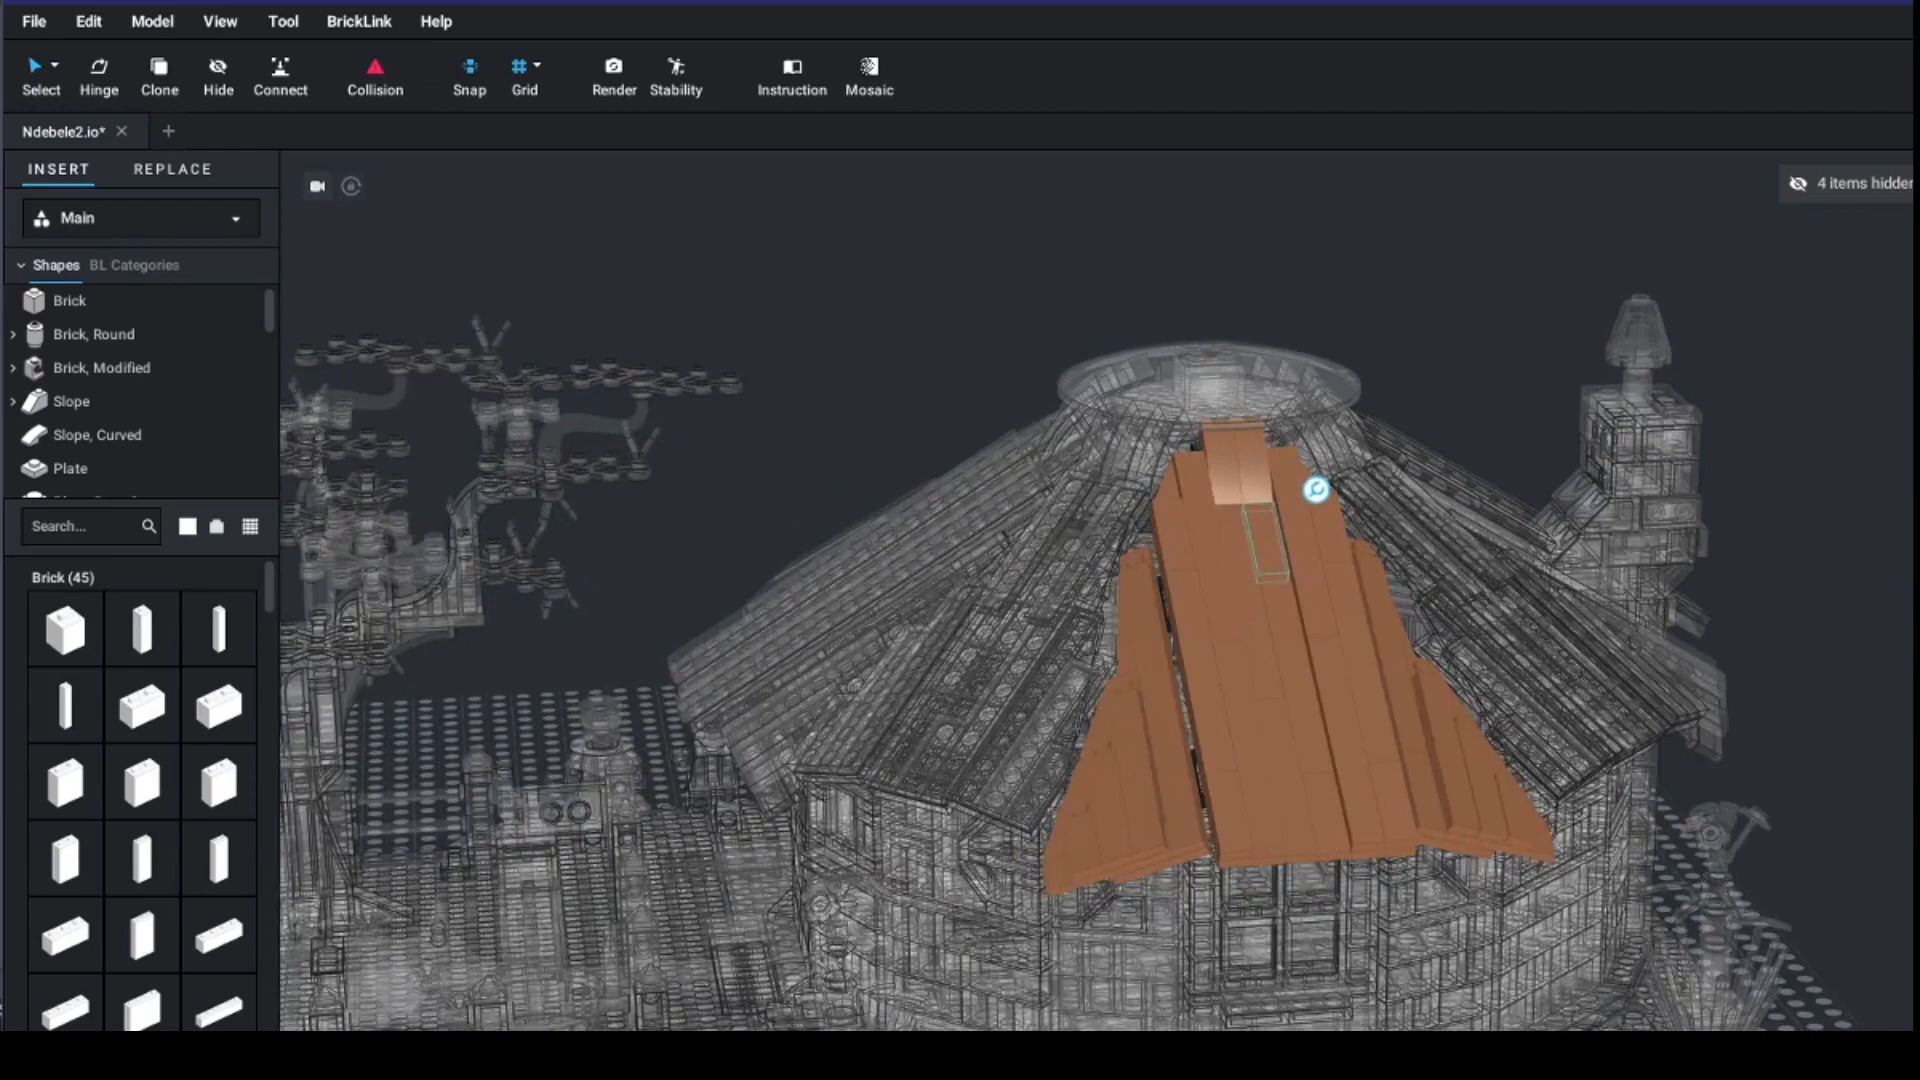 File Edit Model View Tool BrickLink Help
Select Hinge Clone Hide Connect Collision Snap Grid Render Stability Instruction Mosaic
Ndebele2.io*
INSERT REPLACE
4 items hidden
Main
Shapes BL Categories
Brick
Brick, Round
Brick, Modified
Slope
Slope, Curved
Plate
Search...
Brick (45)